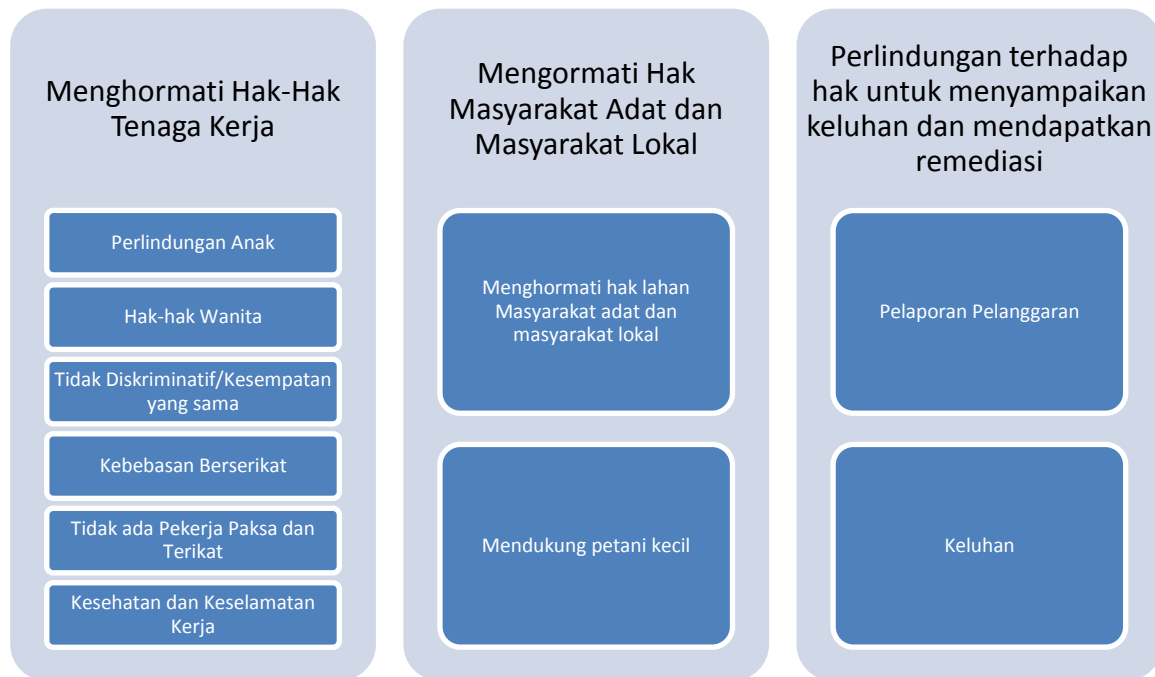 Menghormati Hak-Hak
Tenaga Kerja
Perlindungan Anak
Hak-hak Wanita
Tidak Diskriminatif/Kesempatan
yang sama
Kebebasan Berserikat
Tidak ada Pekerja Paksa dan
Terikat
Kesehatan dan Keselamatan
Kerja
Mengormati Hak
Masyarakat Adat dan
Masyarakat Lokal
Menghormati hak lahan
Masyarakat adat dan
masyarakat lokal
Mendukung petani kecil
Perlindungan terhadap
hak untuk menyampaikan
keluhan dan mendapatkan
remediasi
Pelaporan Pelanggaran
Keluhan